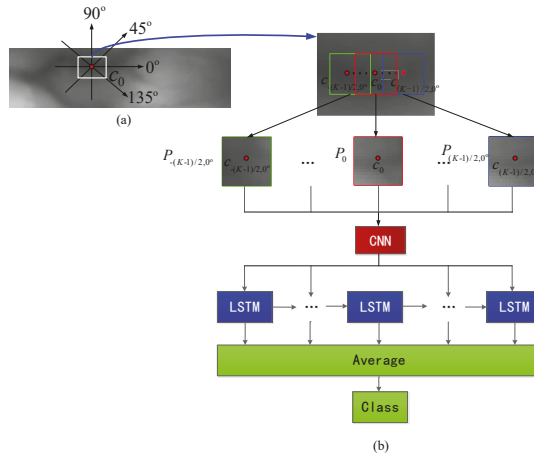 90°
45°
0°
C₀
135°
(a)
c₋₍K₋₁₎/₂,₀° c₀ c₍K₋₁₎/₂,₀°
P₋₍K₋₁₎/₂,₀° ... P₀ ... P₍K₋₁₎/₂,₀°
c₋₍K₋₁₎/₂,₀° c₀ c₍K₋₁₎/₂,₀°
CNN
LSTM ... LSTM ... LSTM
Average
Class
(b)